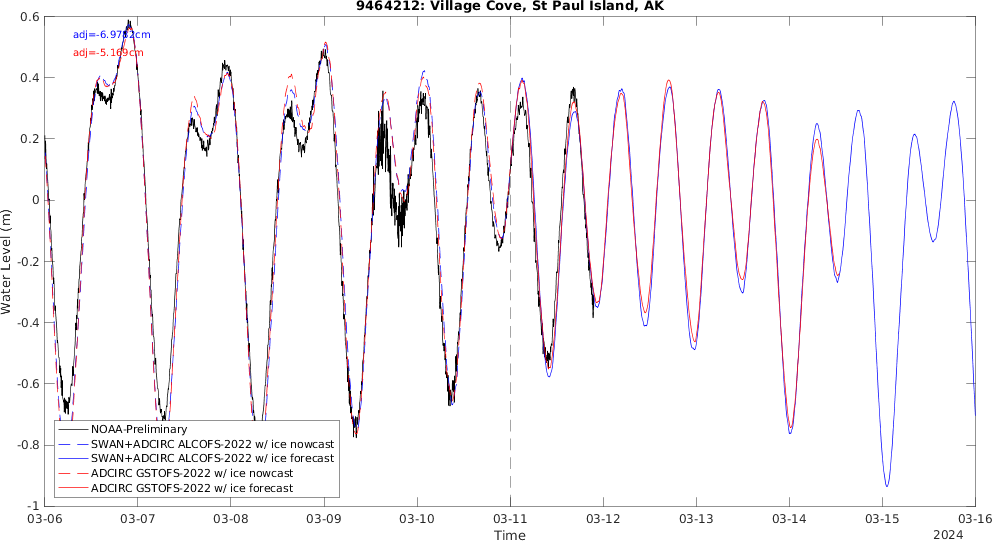 9464212: Village Cove, St Paul Island, AK
0.6
adj=-6.9782cm
adj=-5.169cm
0.4
0.2
0
-0.2
-0.4
-0.6
-0.8
-1
Water Level (m)
NOAA-Preliminary
SWAN+ADCIRC ALCOFS-2022 w/ ice nowcast
SWAN+ADCIRC ALCOFS-2022 w/ ice forecast
ADCIRC GSTOFS-2022 w/ ice nowcast
ADCIRC GSTOFS-2022 w/ ice forecast
03-06 03-07 03-08 03-09 03-10 03-11 03-12 03-13 03-14 03-15 03-16
Time
2024